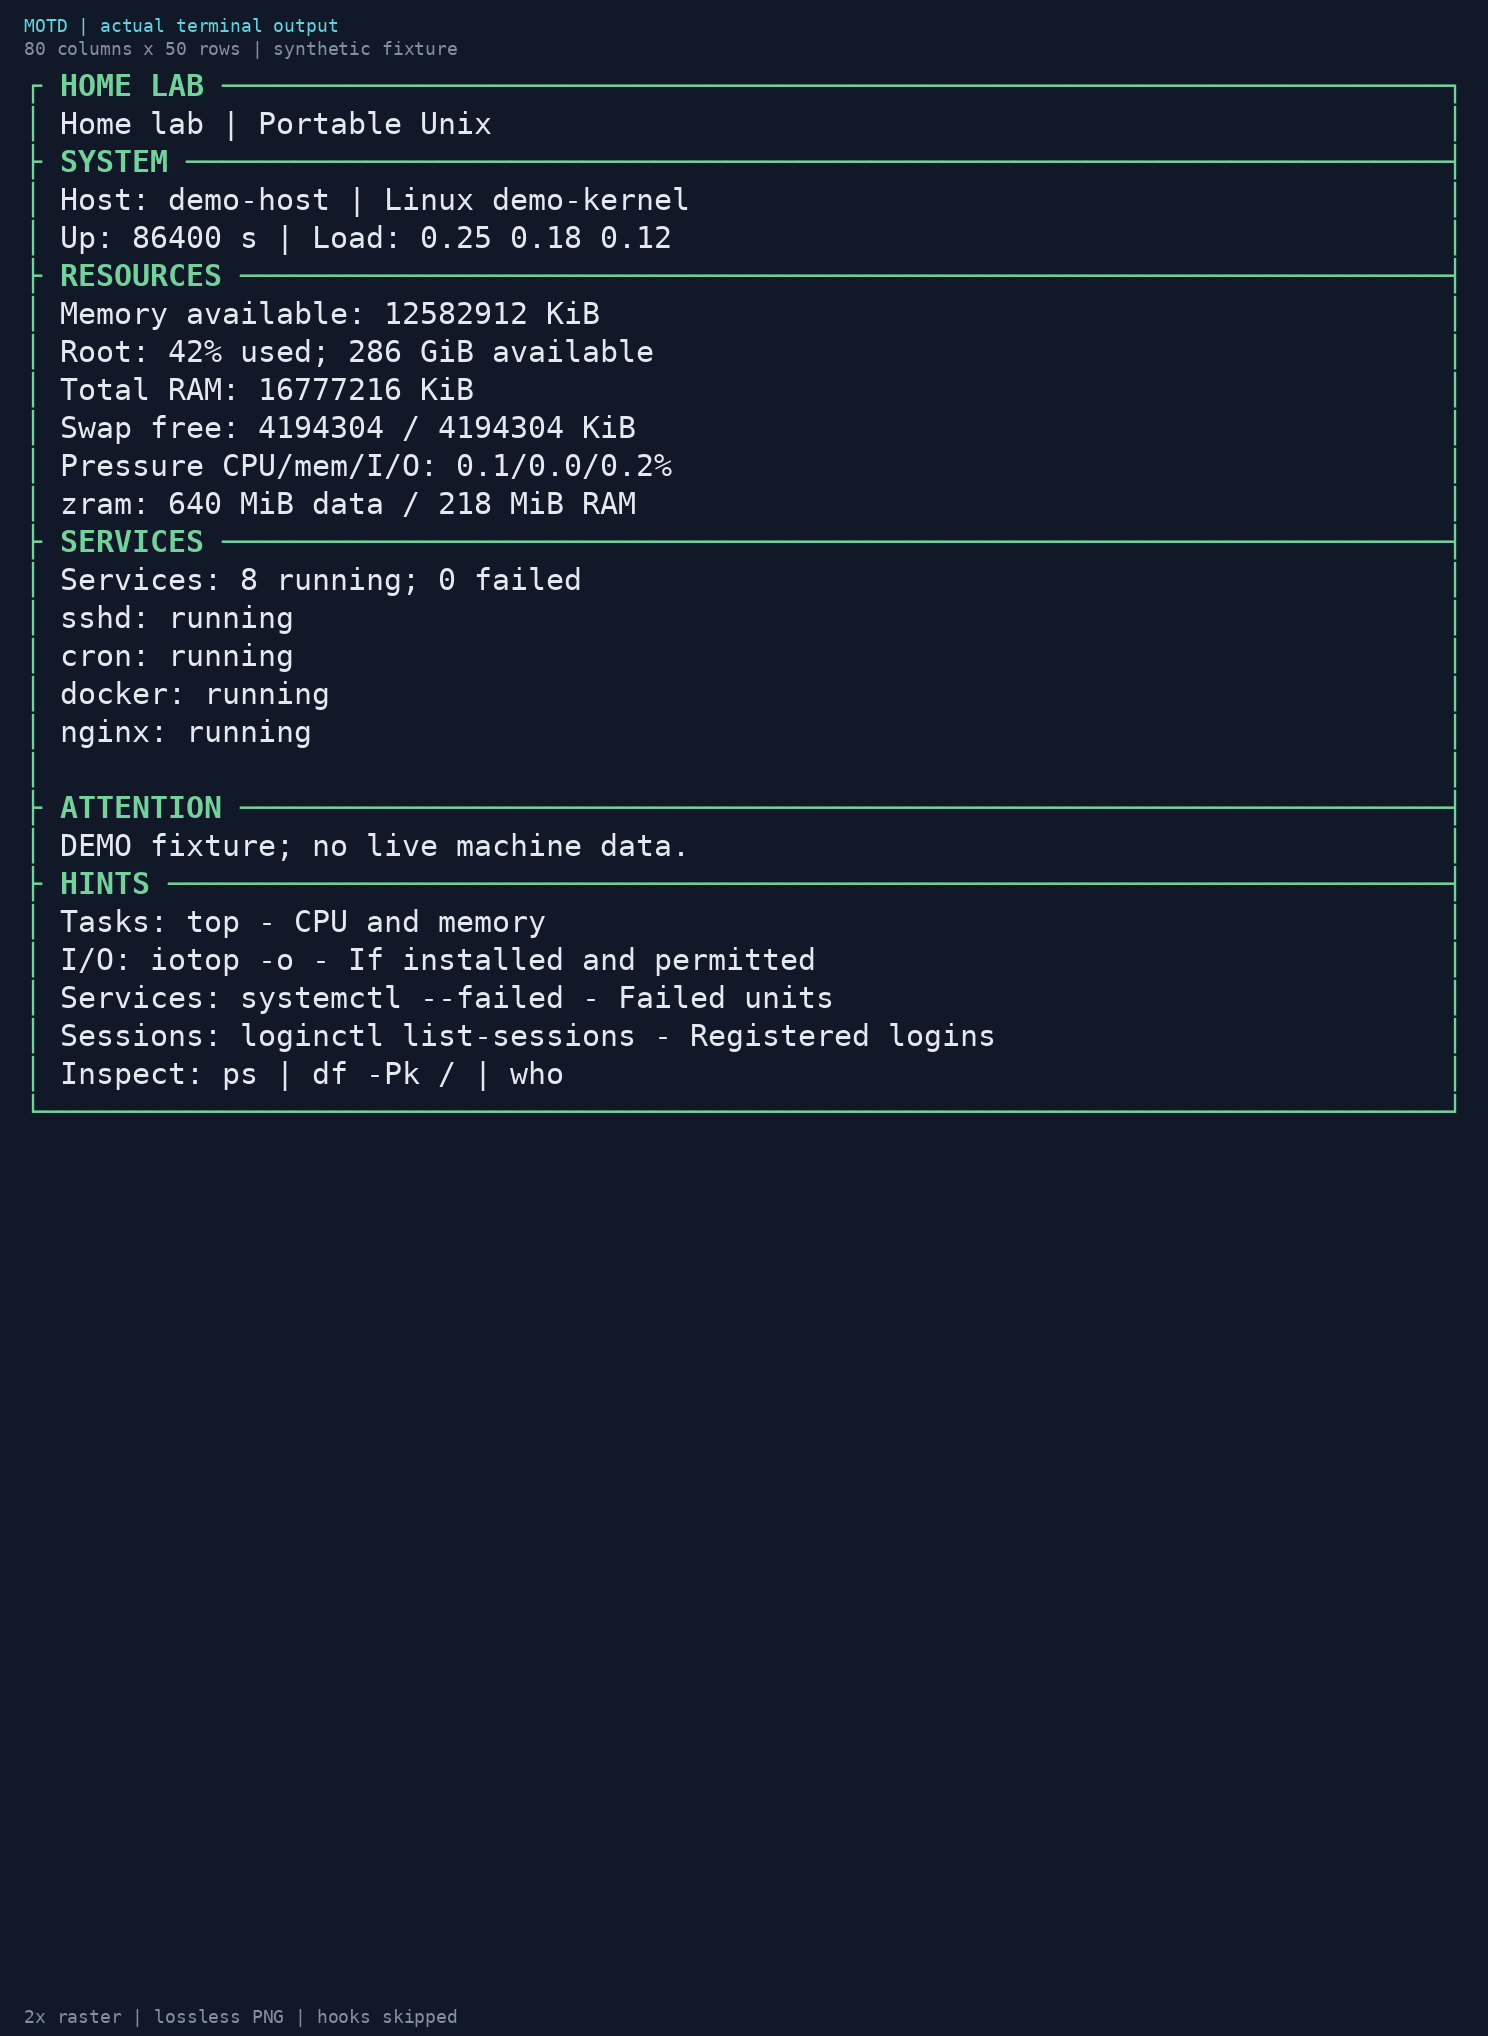 MOTD | actual terminal output
80 columns x 50 rows | synthetic fixture
HOME LAB
Home lab | Portable Unix
SYSTEM
Host: demo-host | Linux demo-kernel
Up: 86400 s | Load: 0.25 0.18 0.12
RESOURCES
Memory available: 12582912 KiB
Root: 42% used; 286 GiB available
Total RAM: 16777216 KiB
Swap free: 4194304 / 4194304 KiB
Pressure CPU/mem/I/O: 0.1/0.0/0.2%
zram: 640 MiB data / 218 MiB RAM
SERVICES
Services: 8 running; 0 failed
sshd: running
cron: running
docker: running
nginx: running
ATTENTION
DEMO fixture; no live machine data.
HINTS
Tasks: top - CPU and memory
I/O: iotop -o - If installed and permitted
Services: systemctl --failed - Failed units
Sessions: loginctl list-sessions - Registered logins
Inspect: ps | df -Pk / | who
2x raster | lossless PNG | hooks skipped